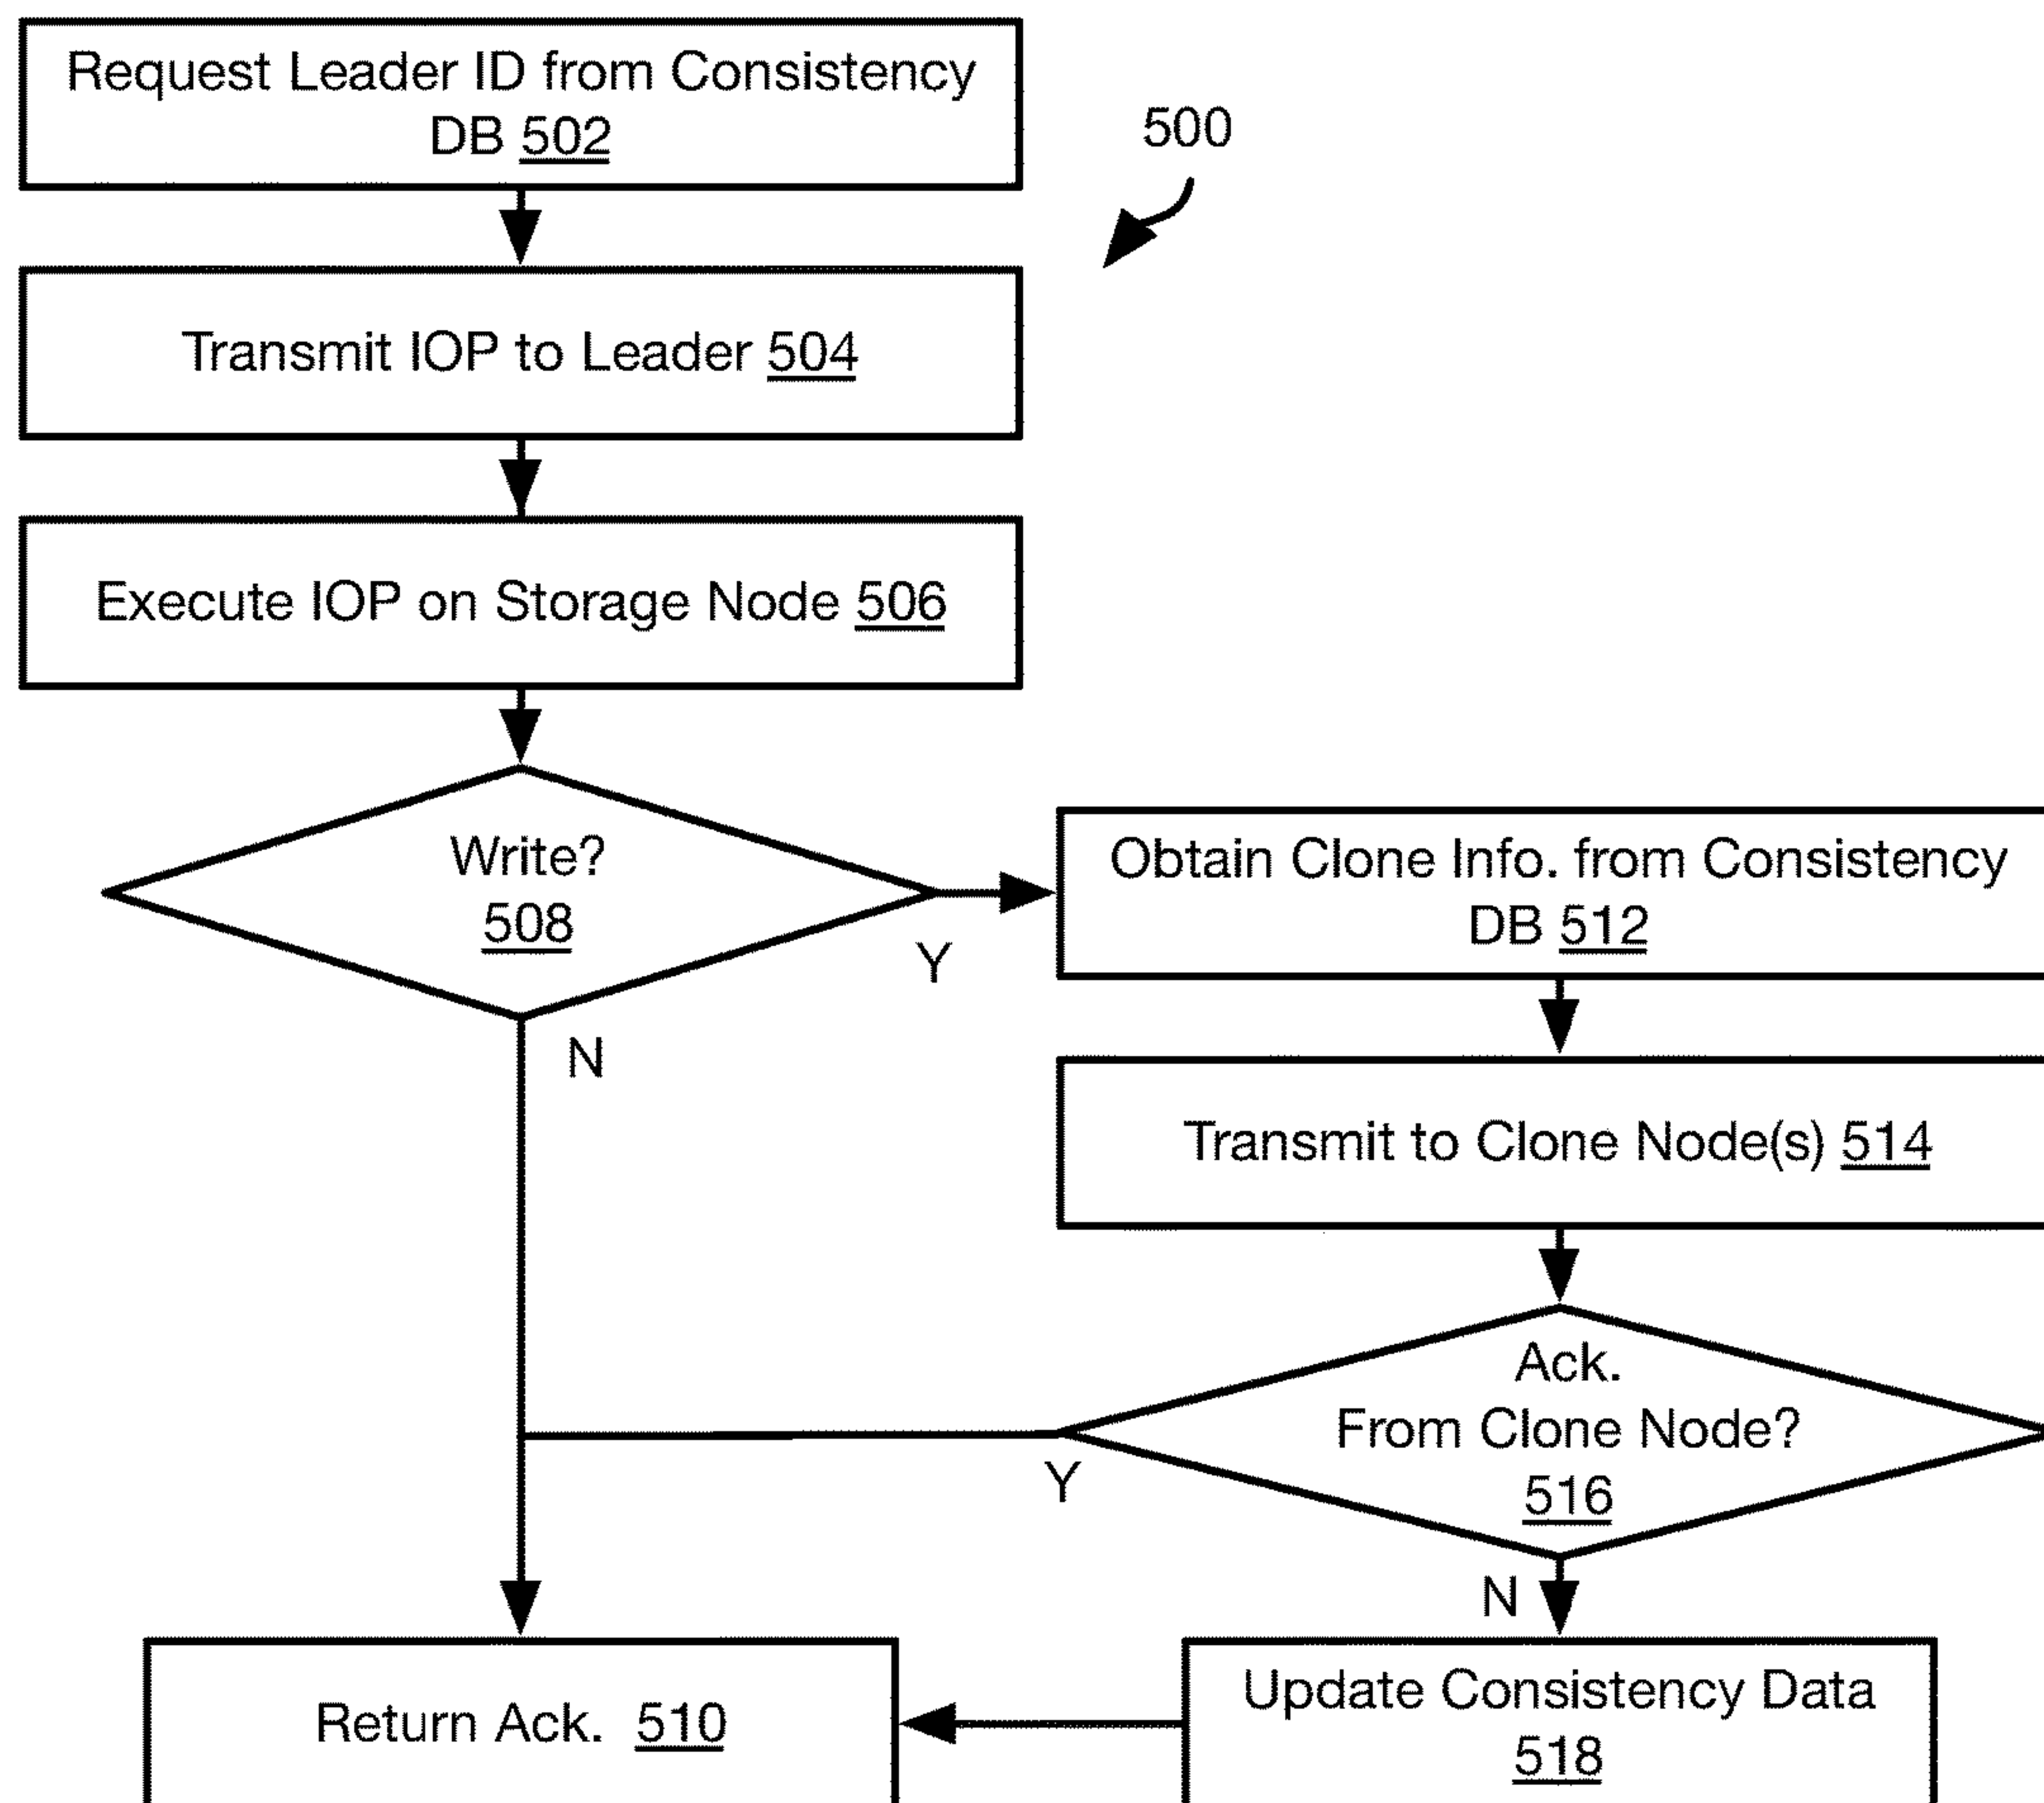 Request Leader ID from Consistency
DB 502
500
Transmit IOP to Leader 504
Execute IOP on Storage Node 506
Write?
508
Y
N
Obtain Clone Info. from Consistency
DB 512
Transmit to Clone Node(s) 514
Ack.
From Clone Node?
516
Y
N
Return Ack. 510
Update Consistency Data
518